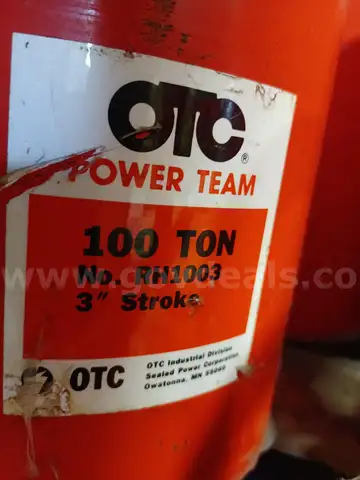 OTC®
POWER TEAM
100 TON
No. RH1003
3" Stroke
OTC
OTC Industrial Division
Sealed Power Corporation
Owatonna, MN 55060